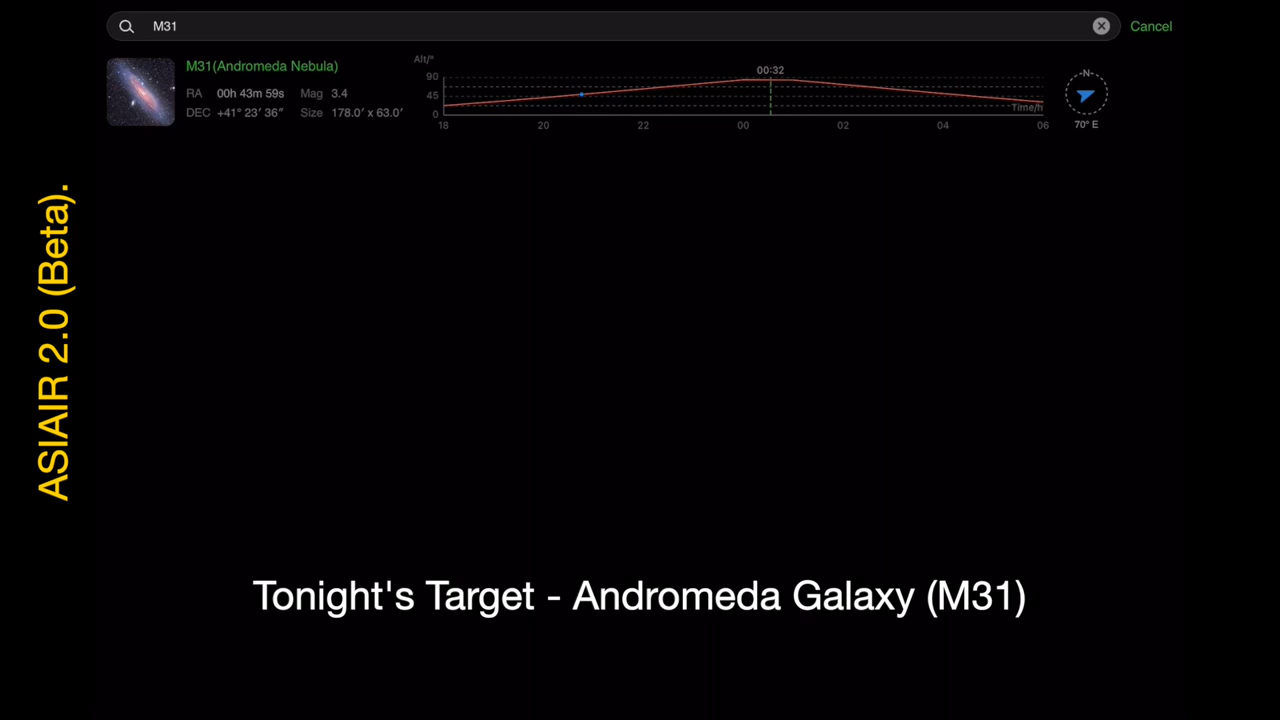 M31
Cancel
M31(Andromeda Nebula)
RA 00h 43m 59s Mag 3.4
DEC +41° 23′ 36″ Size 178.0′ x 63.0′
Alt/°
90
45
0
00:32
Time/h
18 20 22 00 02 04 06
N
70° E
ASIAIR 2.0 (Beta).
Tonight's Target - Andromeda Galaxy (M31)